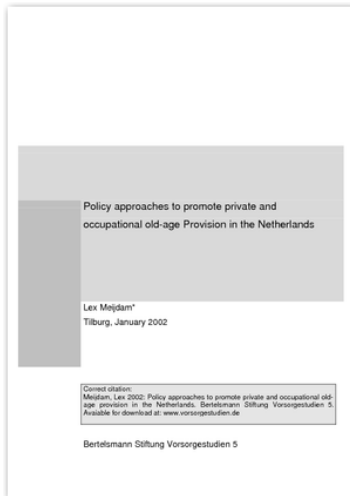 Policy approaches to promote private and
occupational old-age Provision in the Netherlands
Lex Meijdam*
Tilburg, January 2002
Correct citation:
Meijdam, Lex 2002: Policy approaches to promote private and occupational old-
age provision in the Netherlands. Bertelsmann Stiftung Vorsorgestudien 5.
Avaiable for download at: www.vorsorgestudien.de
Bertelsmann Stiftung Vorsorgestudien 5